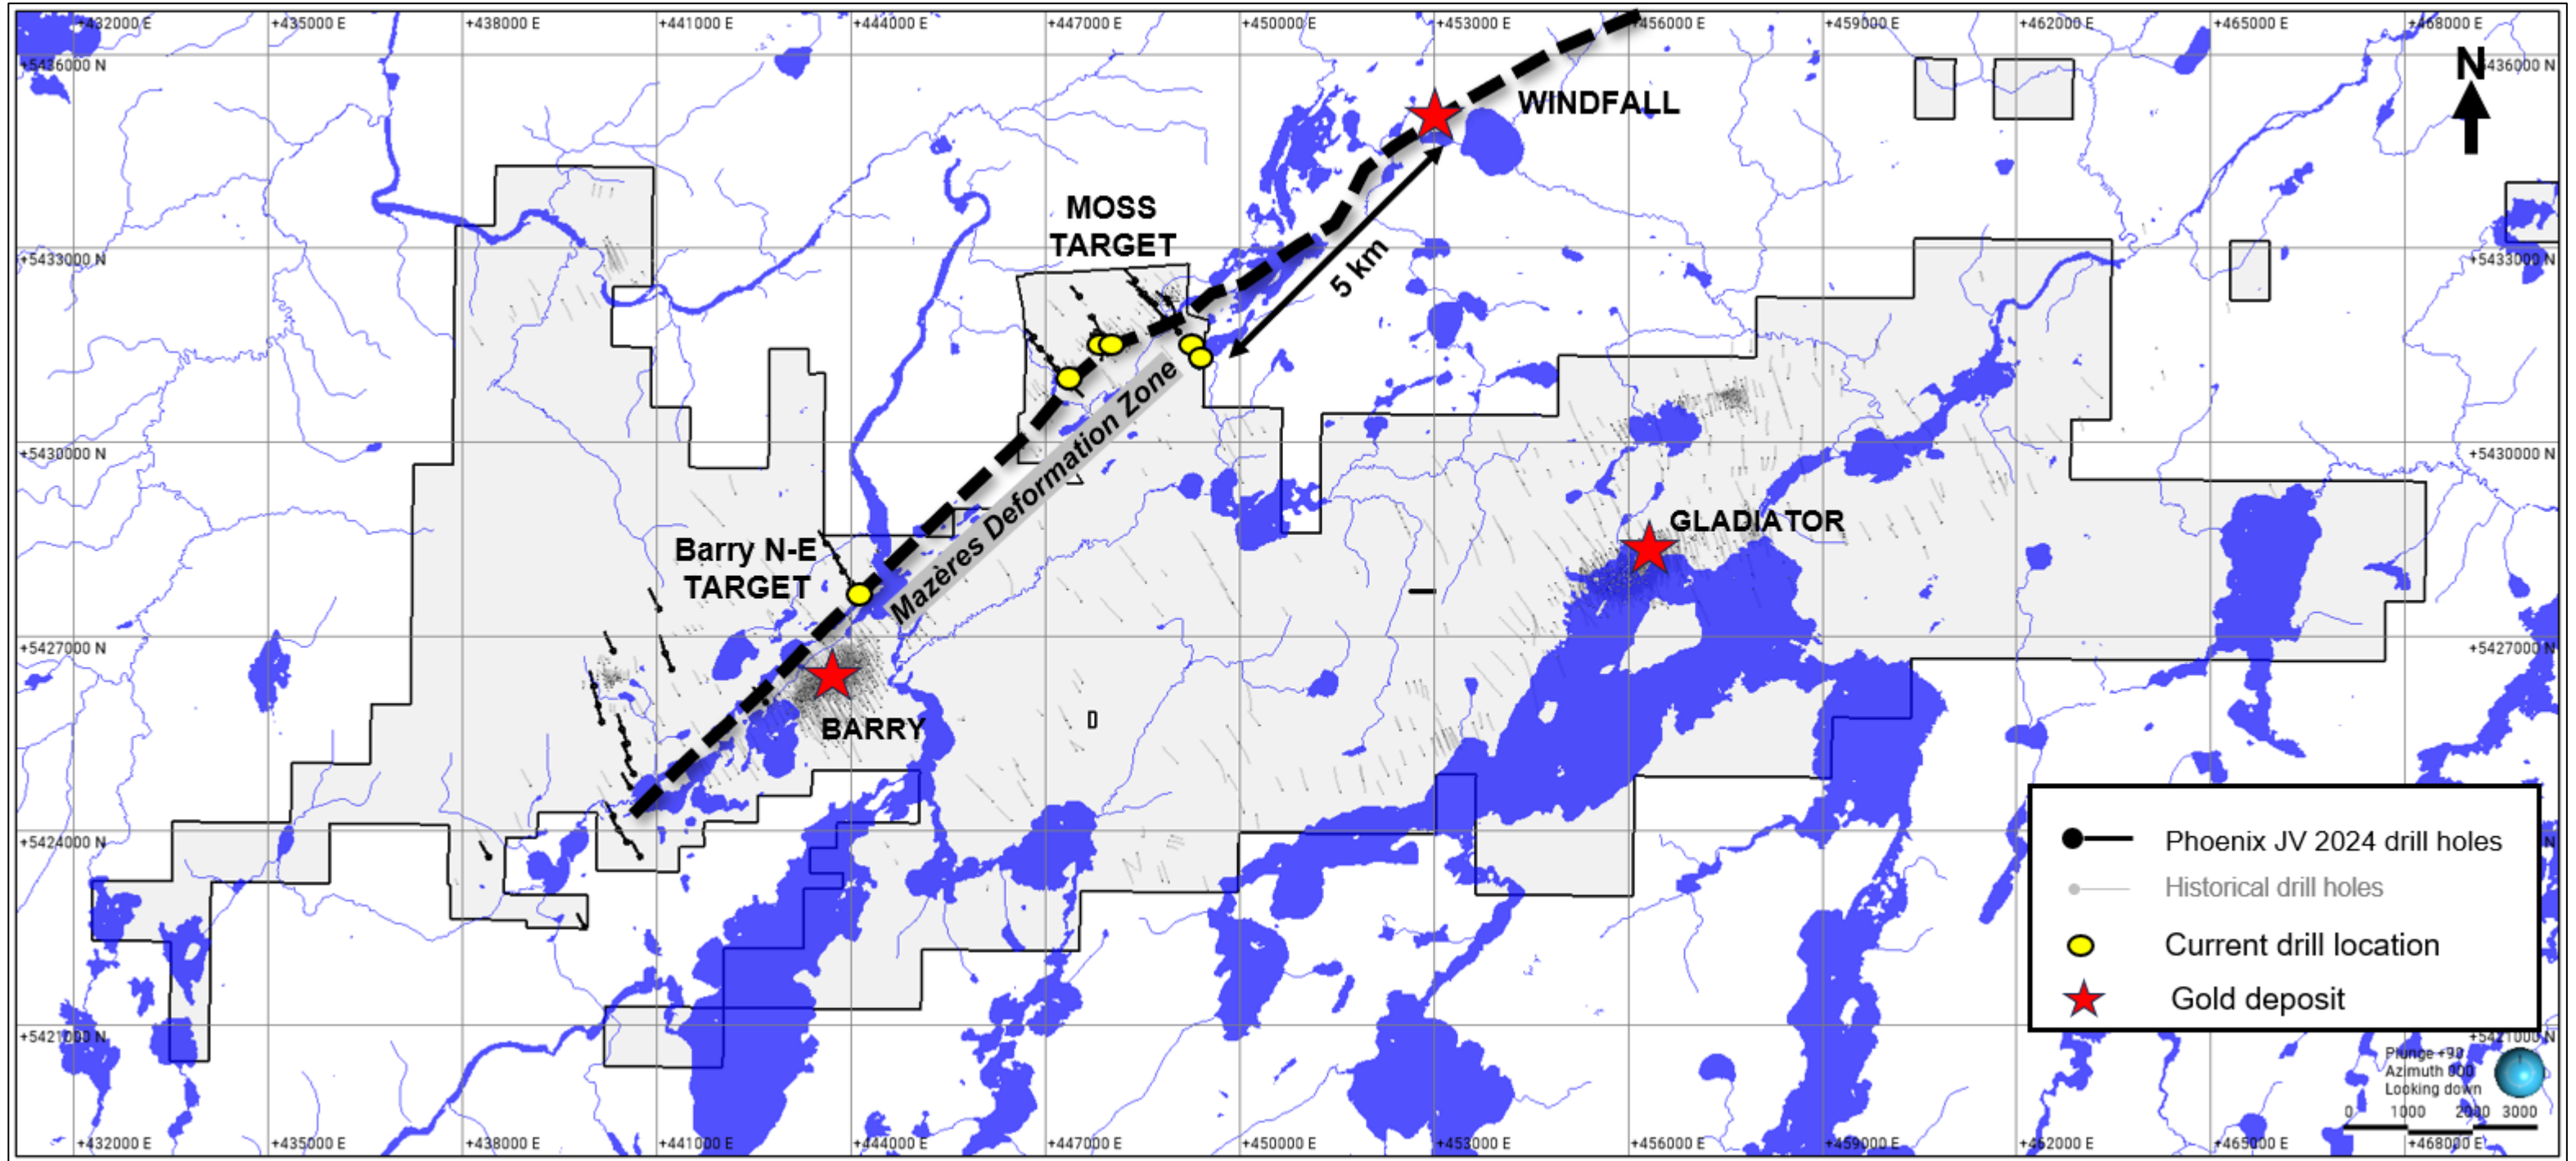 +432000 E
+435000 E
+438000 E
+441000 E
+444000 E
+447000 E
+450000 E
+453000 E
+456000 E
+459000 E
+462000 E
+465000 E
+468000 E
+5436000 N
N
5436000 N
WINDFALL
MOSS
TARGET
5 km
+5433000 N
+5433000 N
Mazères Deformation Zone
+5430000 N
+5430000 N
GLADIATOR
Barry N-E
TARGET
+5427000 N
+5427000 N
BARRY
+5424000 N
N
Phoenix JV 2024 drill holes
Historical drill holes
Current drill location
Gold deposit
+5421000 N
+5421000 N
Plunge +90
Azimuth 000
Looking down
0 1000 2000 3000
+432000 E
+435000 E
+438000 E
+441000 E
+444000 E
+447000 E
+450000 E
+453000 E
+456000 E
+459000 E
+462000 E
+465000 E
+468000 E